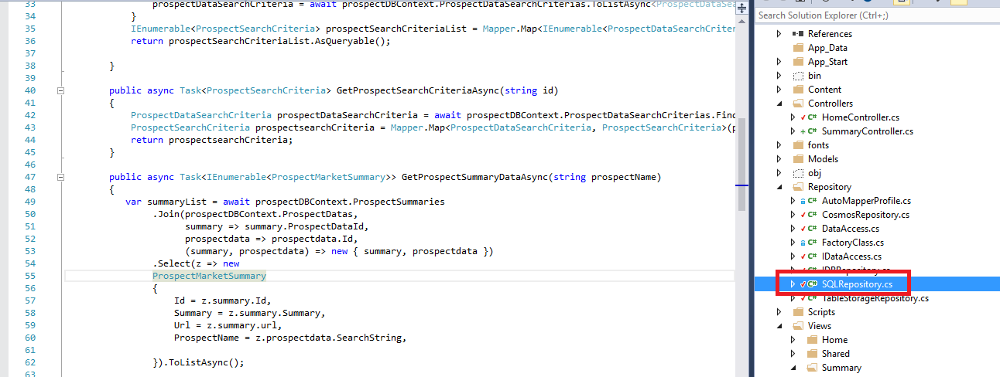 33 prospectDataSearchCriteria = await prospectDBContext.ProspectDataSearchCriterias.ToListAsync<ProspectDataSea
34 }
35 IEnumerable<ProspectSearchCriteria> prospectSearchCriteriaList = Mapper.Map<IEnumerable<ProspectDataSearchCriter
36 return prospectSearchCriteriaList.AsQueryable();
37
38 }
39
40 public async Task<ProspectSearchCriteria> GetProspectSearchCriteriaAsync(string id)
41 {
42 ProspectDataSearchCriteria prospectDataSearchCriteria = await prospectDBContext.ProspectDataSearchCriterias.Find
43 ProspectSearchCriteria prospectsearchCriteria = Mapper.Map<ProspectDataSearchCriteria, ProspectSearchCriteria>(p
44 return prospectsearchCriteria;
45 }
46
47 public async Task<IEnumerable<ProspectMarketSummary>> GetProspectSummaryDataAsync(string prospectName)
48 {
49 var summaryList = await prospectDBContext.ProspectSummaries
50 .Join(prospectDBContext.ProspectDatas,
51 summary => summary.ProspectDataId,
52 prospectdata => prospectdata.Id,
53 (summary, prospectdata) => new { summary, prospectdata })
54 .Select(z => new
55 ProspectMarketSummary
56 {
57 Id = z.summary.Id,
58 Summary = z.summary.Summary,
59 Url = z.summary.url,
60 ProspectName = z.prospectdata.SearchString,
61
62 }).ToListAsync();
63
Search Solution Explorer (Ctrl+;)
References
App_Data
App_Start
bin
Content
Controllers
C# HomeController.cs
C# SummaryController.cs
fonts
Models
obj
Repository
C# AutoMapperProfile.cs
C# CosmosRepository.cs
C# DataAccess.cs
C# FactoryClass.cs
C# IDataAccess.cs
C# IDBRepository.cs
C# SQLRepository.cs
C# TableStorageRepository.cs
Scripts
Views
Home
Shared
Summary